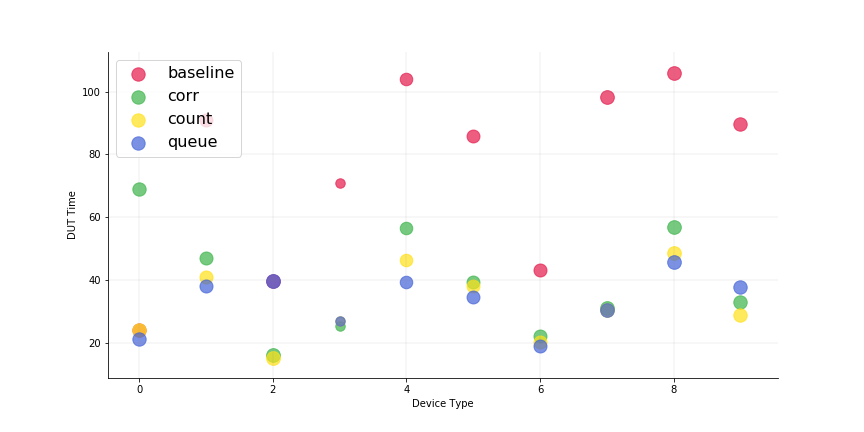 baseline
corr
count
queue
100
80
60
40
20
0 2 4 6 8
DUT Time
Device Type